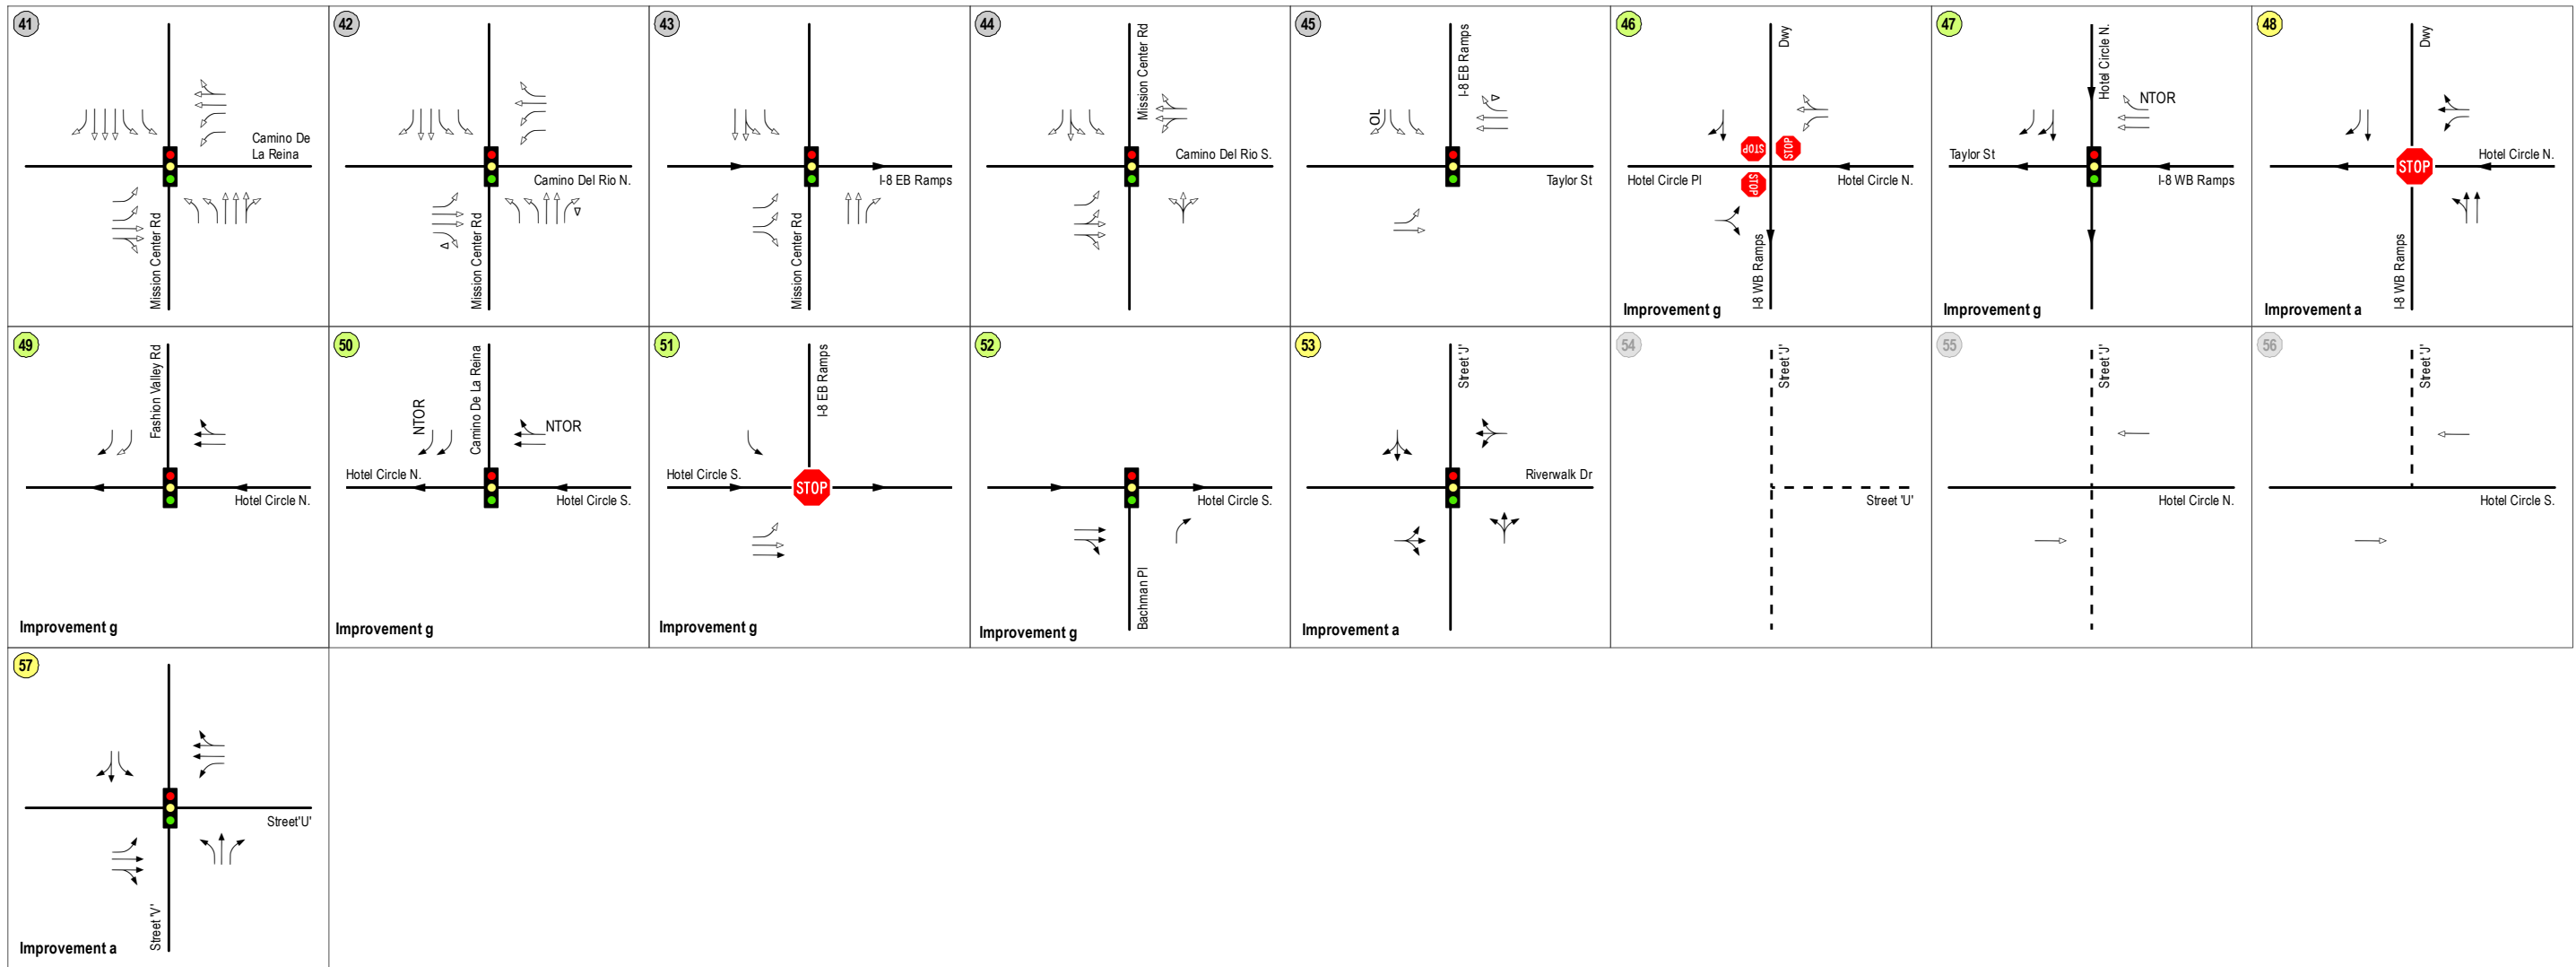 41
Camino De
La Reina
Mission Center Rd
42
Camino Del Rio N.
Mission Center Rd
43
I-8 EB Ramps
Mission Center Rd
44
Mission Center Rd
Camino Del Rio S.
45
OL
I-8 EB Ramps
Taylor St
46
Dwy
STOP
STOP
STOP
Hotel Circle Pl
Hotel Circle N.
I-8 WB Ramps
Improvement g
47
Hotel Circle N.
NTOR
Taylor St
I-8 WB Ramps
Improvement g
48
Dwy
STOP
Hotel Circle N.
I-8 WB Ramps
Improvement a
49
Fashion Valley Rd
Hotel Circle N.
Improvement g
50
NTOR
Camino De La Reina
NTOR
Hotel Circle N.
Hotel Circle S.
Improvement g
51
I-8 EB Ramps
Hotel Circle S.
STOP
Improvement g
52
Hotel Circle S.
Bachman Pl
Improvement g
53
Street 'J'
Riverwalk Dr
Improvement a
54
Street 'J'
Street 'U'
55
Street 'J'
Hotel Circle N.
56
Street 'J'
Hotel Circle S.
57
Street'U'
Street 'V'
Improvement a